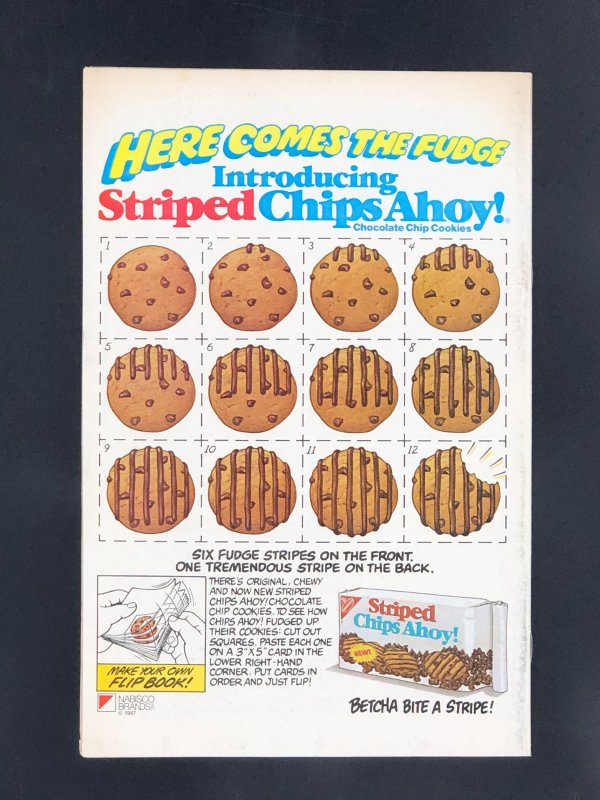 HERE COMES THE FUDGE
Introducing
Striped Chips Ahoy!®
Chocolate Chip Cookies
1 2 3 4
5 6 7 8
9 10 11 12
SIX FUDGE STRIPES ON THE FRONT.
ONE TREMENDOUS STRIPE ON THE BACK.
THERE'S ORIGINAL, CHEWY
AND NOW NEW STRIPED
CHIPS AHOY! CHOCOLATE
CHIP COOKIES. TO SEE HOW
CHIPS AHOY! FUDGED UP
THEIR COOKIES: CUT OUT
SQUARES. PASTE EACH ONE
ON A 3"X5" CARD IN THE
LOWER RIGHT-HAND
CORNER. PUT CARDS IN
ORDER AND JUST FLIP!
MAKE YOUR OWN
FLIP BOOK!
NABISCO
BRANDS
© 1987
Striped
Chips Ahoy!
NEW!
BETCHA BITE A STRIPE!